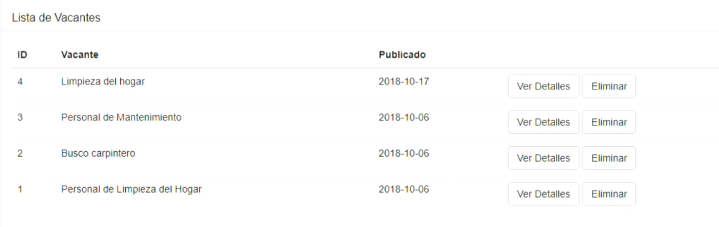 Lista de Vacantes
ID Vacante Publicado
4 Limpieza del hogar 2018-10-17 Ver Detalles Eliminar
3 Personal de Mantenimiento 2018-10-06 Ver Detalles Eliminar
2 Busco carpintero 2018-10-06 Ver Detalles Eliminar
1 Personal de Limpieza del Hogar 2018-10-06 Ver Detalles Eliminar